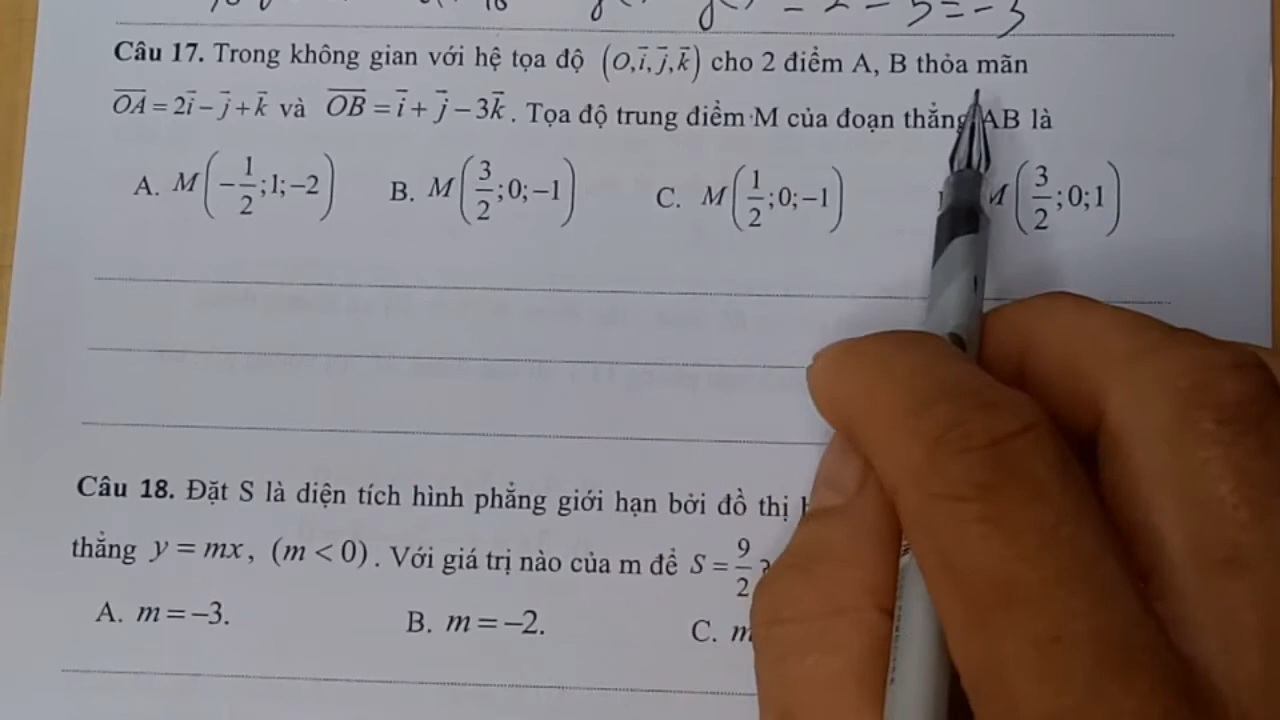 = 2 - 5 = -3
Câu 17. Trong không gian với hệ tọa độ (O, i⃗, j⃗, k⃗) cho 2 điểm A, B thỏa mãn
OA⃗ = 2i⃗ − j⃗ + k⃗ và OB⃗ = i⃗ + j⃗ − 3k⃗. Tọa độ trung điểm M của đoạn thẳng AB là
A. M(−1/2; 1; −2) B. M(3/2; 0; −1) C. M(1/2; 0; −1) M(3/2; 0; 1)
Câu 18. Đặt S là diện tích hình phẳng giới hạn bởi đồ thị
thẳng y = mx, (m < 0). Với giá trị nào của m để S = 9/2 ?
A. m = −3. B. m = −2. C. m